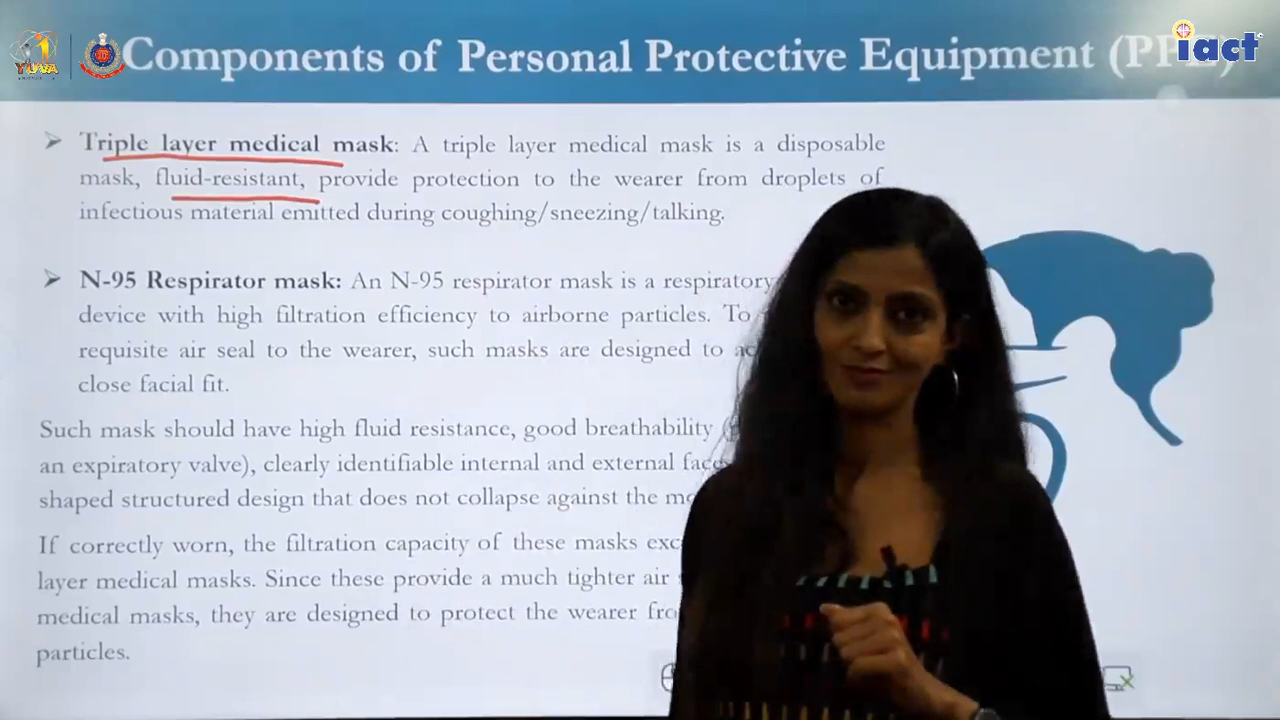 YUVA
Components of Personal Protective Equipment (PPE)
iact
Triple layer medical mask: A triple layer medical mask is a disposable
mask, fluid-resistant, provide protection to the wearer from droplets of
infectious material emitted during coughing/sneezing/talking.
N-95 Respirator mask: An N-95 respirator mask is a respiratory
device with high filtration efficiency to airborne particles. To
requisite air seal to the wearer, such masks are designed to
close facial fit.
Such mask should have high fluid resistance, good breathability
an expiratory valve), clearly identifiable internal and external
shaped structured design that does not collapse against the
If correctly worn, the filtration capacity of these masks
layer medical masks. Since these provide a much tighter air
medical masks, they are designed to protect the wearer
particles.